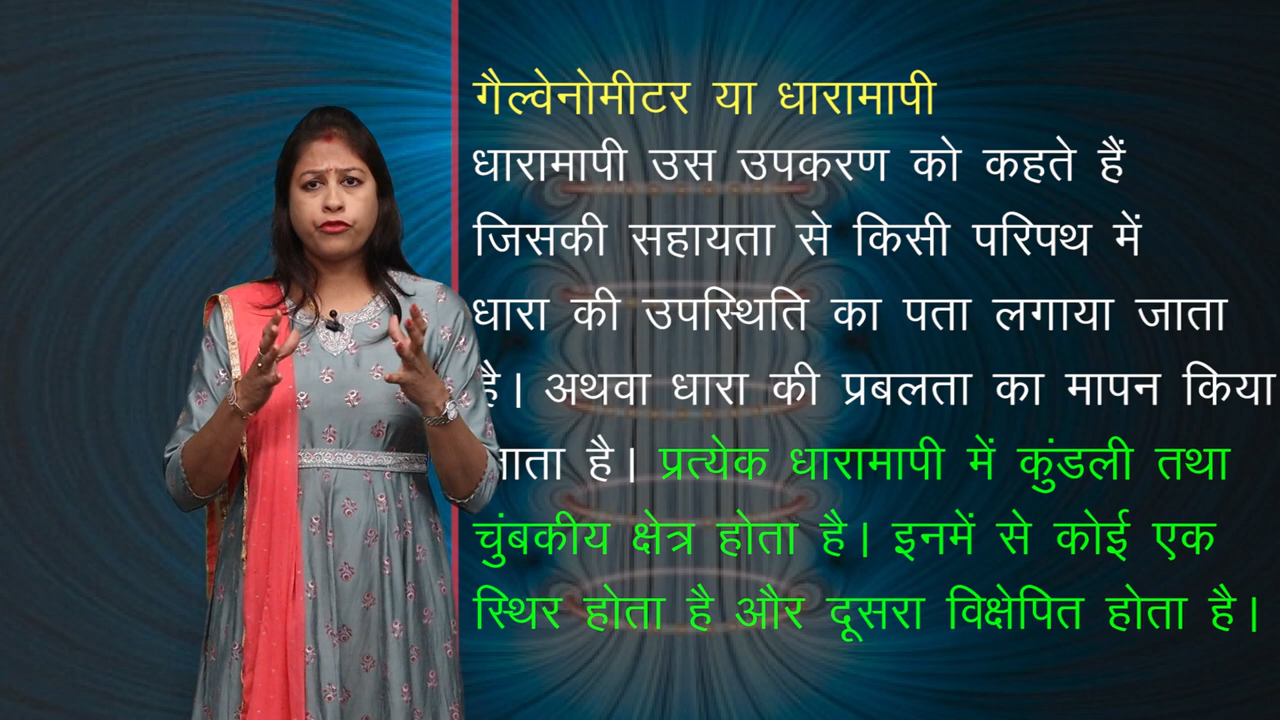 गैल्वेनोमीटर या धारामापी
धारामापी उस उपकरण को कहते हैं
जिसकी सहायता से किसी परिपथ में
धारा की उपस्थिति का पता लगाया जाता
है। अथवा धारा की प्रबलता का मापन किया
जाता है। प्रत्येक धारामापी में कुंडली तथा
चुंबकीय क्षेत्र होता है। इनमें से कोई एक
स्थिर होता है और दूसरा विक्षेपित होता है।